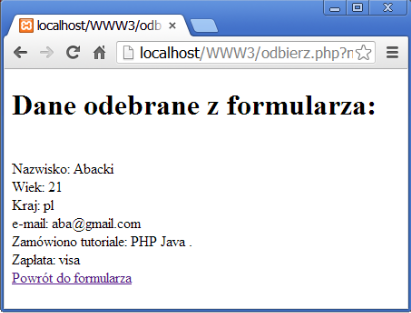 localhost/WWW3/odb
localhost/WWW3/odbierz.php?n
Dane odebrane z formularza:
Nazwisko: Abacki
Wiek: 21
Kraj: pl
e-mail: aba@gmail.com
Zamówiono tutoriale: PHP Java .
Zapłata: visa
Powrót do formularza